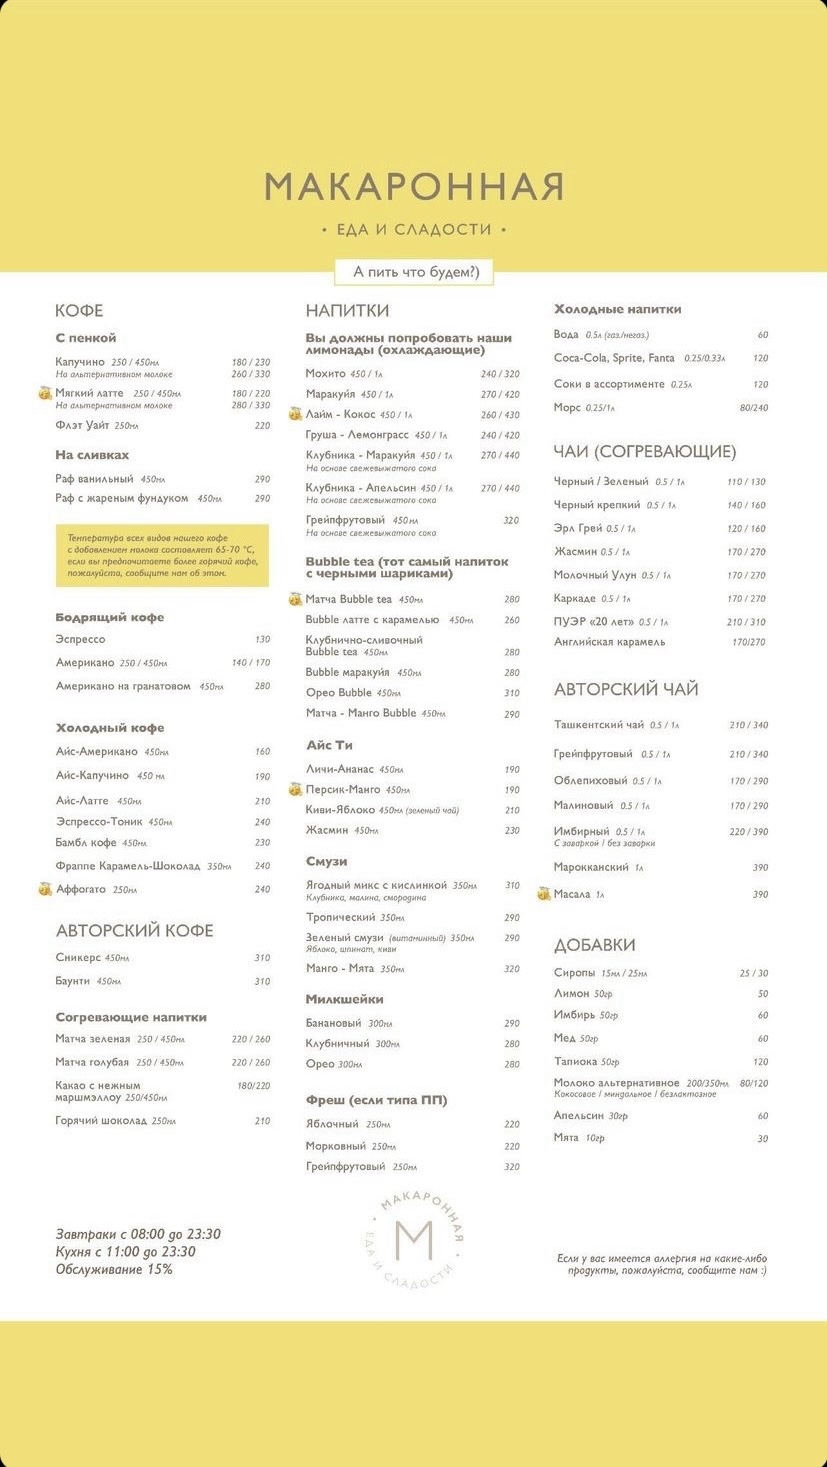 МАКАРОННАЯ
• ЕДА И СЛАДОСТИ •
А пить что будем?)
КОФЕ
С пенкой
Капучино 250 / 450мл 180 / 230
На альтернативном молоке 260 / 330
Мягкий латте 250 / 450мл 180 / 220
На альтернативном молоке 280 / 330
Флэт Уайт 250мл 220
На сливках
Раф ванильный 450мл 290
Раф с жареным фундуком 450мл 290
Температура всех видов нашего кофе
с добавлением молока составляет 65-70 °С,
если вы предпочитаете более горячий кофе,
пожалуйста, сообщите нам об этом.
Бодрящий кофе
Эспрессо 130
Американо 250 / 450мл 140 / 170
Американо на гранатовом 450мл 280
Холодный кофе
Айс-Американо 450мл 160
Айс-Капучино 450 мл 190
Айс-Латте 450мл 210
Эспрессо-Тоник 450мл 240
Бамбл кофе 450мл 230
Фраппе Карамель-Шоколад 350мл 240
Аффогато 250мл 240
АВТОРСКИЙ КОФЕ
Сникерс 450мл 310
Баунти 450мл 310
Согревающие напитки
Матча зеленая 250 / 450мл 220 / 260
Матча голубая 250 / 450мл 220 / 260
Какао с нежным 180/220
маршмэллоу 250/450мл
Горячий шоколад 250мл 210
Завтраки с 08:00 до 23:30
Кухня с 11:00 до 23:30
Обслуживание 15%
НАПИТКИ
Вы должны попробовать наши
лимонады (охлаждающие)
Мохито 450 / 1л 240 / 320
Маракуйя 450 / 1л 270 / 420
Лайм - Кокос 450 / 1л 260 / 430
Груша - Лемонграсс 450 / 1л 240 / 420
Клубника - Маракуйя 450 / 1л 270 / 440
На основе свежевыжатого сока
Клубника - Апельсин 450 / 1л 270 / 440
На основе свежевыжатого сока
Грейпфрутовый 450мл 320
На основе свежевыжатого сока
Bubble tea (тот самый напиток
с черными шариками)
Матча Bubble tea 450мл 280
Bubble латте с карамелью 450мл 260
Клубнично-сливочный
Bubble tea 450мл 280
Bubble маракуйя 450мл 280
Орео Bubble 450мл 310
Матча - Манго Bubble 450мл 290
Айс Ти
Личи-Ананас 450мл 190
Персик-Манго 450мл 190
Киви-Яблоко 450мл (зеленый чай) 210
Жасмин 450мл 230
Смузи
Ягодный микс с кислинкой 350мл 310
Клубника, малина, смородина
Тропический 350мл 290
Зеленый смузи (витаминный) 350мл 290
Яблоко, шпинат, киви
Манго - Мята 350мл 320
Милкшейки
Банановый 300мл 290
Клубничный 300мл 280
Орео 300мл 280
Фреш (если типа ПП)
Яблочный 250мл 220
Морковный 250мл 220
Грейпфрутовый 250мл 320
• МАКАРОННАЯ •
ЕДА И СЛАДОСТИ
М
Холодные напитки
Вода 0.5л (газ./негаз.) 60
Coca-Cola, Sprite, Fanta 0.25/0.33л 120
Соки в ассортименте 0.25л 120
Морс 0.25/1л 80/240
ЧАИ (СОГРЕВАЮЩИЕ)
Черный / Зеленый 0.5 / 1л 110 / 130
Черный крепкий 0.5 / 1л 140 / 160
Эрл Грей 0.5 / 1л 120 / 160
Жасмин 0.5 / 1л 170 / 270
Молочный Улун 0.5 / 1л 170 / 270
Каркаде 0.5 / 1л 170 / 270
ПУЭР «20 лет» 0.5 / 1л 210 / 310
Английская карамель 170/270
АВТОРСКИЙ ЧАЙ
Ташкентский чай 0.5 / 1л 210 / 340
Грейпфрутовый 0.5 / 1л 210 / 340
Облепиховый 0.5 / 1л 170 / 290
Малиновый 0.5 / 1л 170 / 290
Имбирный 0.5 / 1л 220 / 390
С заваркой / без заварки
Марокканский 1л 390
Масала 1л 390
ДОБАВКИ
Сиропы 15мл / 25мл 25 / 30
Лимон 50гр 50
Имбирь 50гр 60
Мед 50гр 60
Тапиока 50гр 120
Молоко альтернативное 200/350мл 80/120
Кокосовое / миндальное / безлактозное
Апельсин 30гр 60
Мята 10гр 30
Если у вас имеется аллергия на какие-либо
продукты, пожалуйста, сообщите нам :)